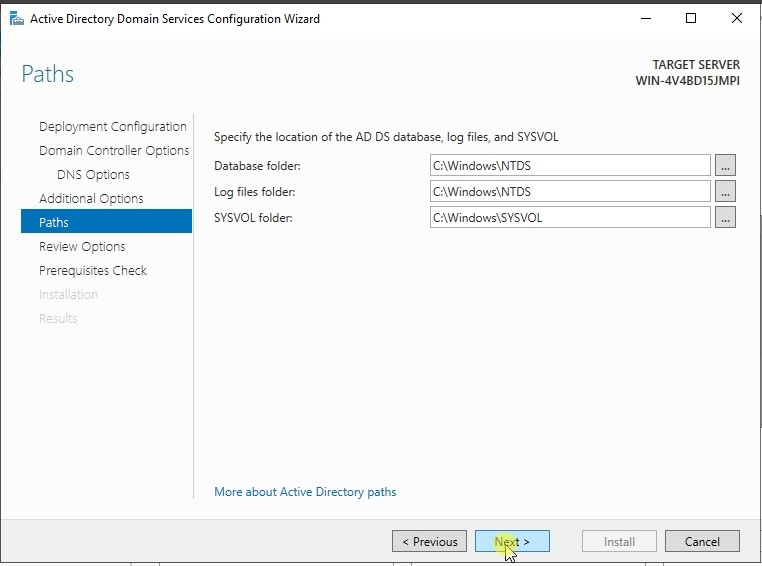 Active Directory Domain Services Configuration Wizard
Paths
TARGET SERVER
WIN-4V4BD15JMPI
Deployment Configuration
Domain Controller Options
DNS Options
Additional Options
Paths
Review Options
Prerequisites Check
Installation
Results
Specify the location of the AD DS database, log files, and SYSVOL
Database folder: C:\Windows\NTDS ...
Log files folder: C:\Windows\NTDS ...
SYSVOL folder: C:\Windows\SYSVOL ...
More about Active Directory paths
< Previous Next > Install Cancel